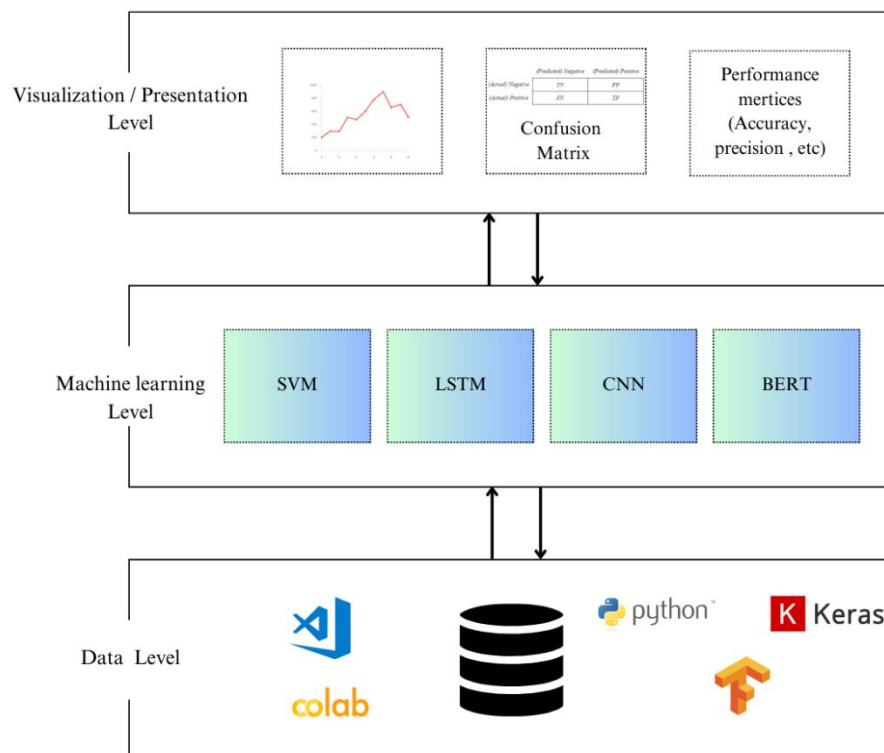 Visualization / Presentation
Level
(Predicted) Negative (Predicted) Positive
(Actual) Negative TN FP
(Actual) Positive FN TP
Confusion
Matrix
Performance
mertices
(Accuracy,
precision , etc)
Machine learning
Level
SVM
LSTM
CNN
BERT
Data Level
python
K Keras
colab